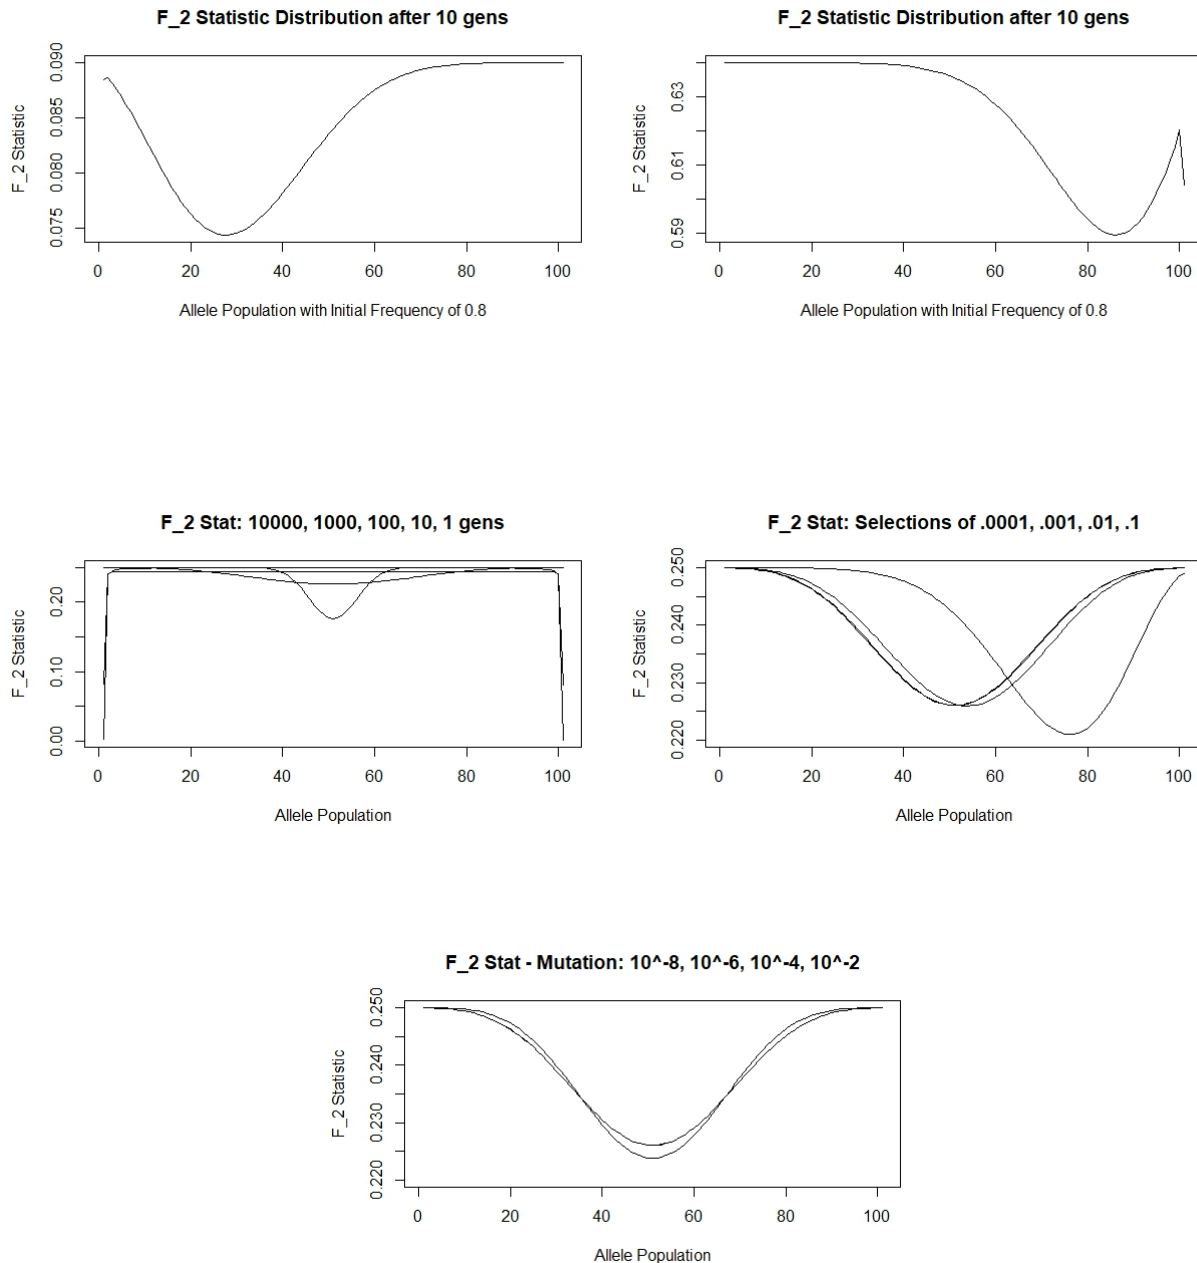 F_2 Statistic Distribution after 10 gens
F_2 Statistic
0.075 0.080 0.085 0.090
0 20 40 60 80 100
Allele Population with Initial Frequency of 0.8
F_2 Statistic Distribution after 10 gens
F_2 Statistic
0.59 0.61 0.63
0 20 40 60 80 100
Allele Population with Initial Frequency of 0.8
F_2 Stat: 10000, 1000, 100, 10, 1 gens
F_2 Statistic
0.00 0.10 0.20
0 20 40 60 80 100
Allele Population
F_2 Stat: Selections of .0001, .001, .01, .1
F_2 Statistic
0.220 0.230 0.240 0.250
0 20 40 60 80 100
Allele Population
F_2 Stat - Mutation: 10^-8, 10^-6, 10^-4, 10^-2
F_2 Statistic
0.220 0.230 0.240 0.250
0 20 40 60 80 100
Allele Population